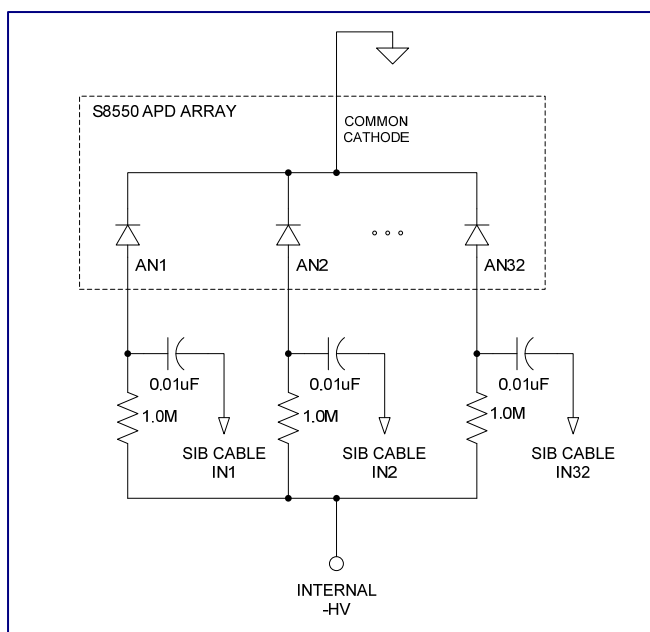 S8550 APD ARRAY
COMMON
CATHODE
AN1
AN2
AN32
0.01uF
0.01uF
0.01uF
1.0M
1.0M
1.0M
SIB CABLE
IN1
SIB CABLE
IN2
SIB CABLE
IN32
INTERNAL
-HV